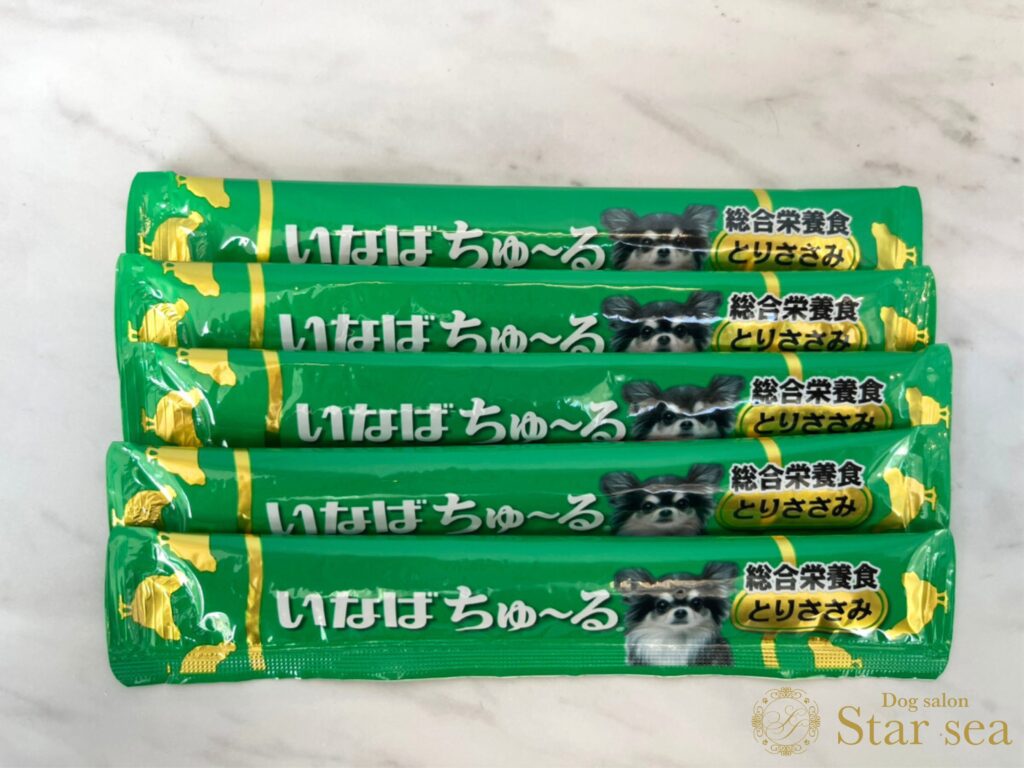 いなば ちゅ〜る
総合栄養食
とりささみ
いなば ちゅ〜る
総合栄養食
とりささみ
いなば ちゅ〜る
総合栄養食
とりささみ
いなば ちゅ〜る
総合栄養食
とりささみ
いなば ちゅ〜る
総合栄養食
とりささみ
Dog salon
Star sea